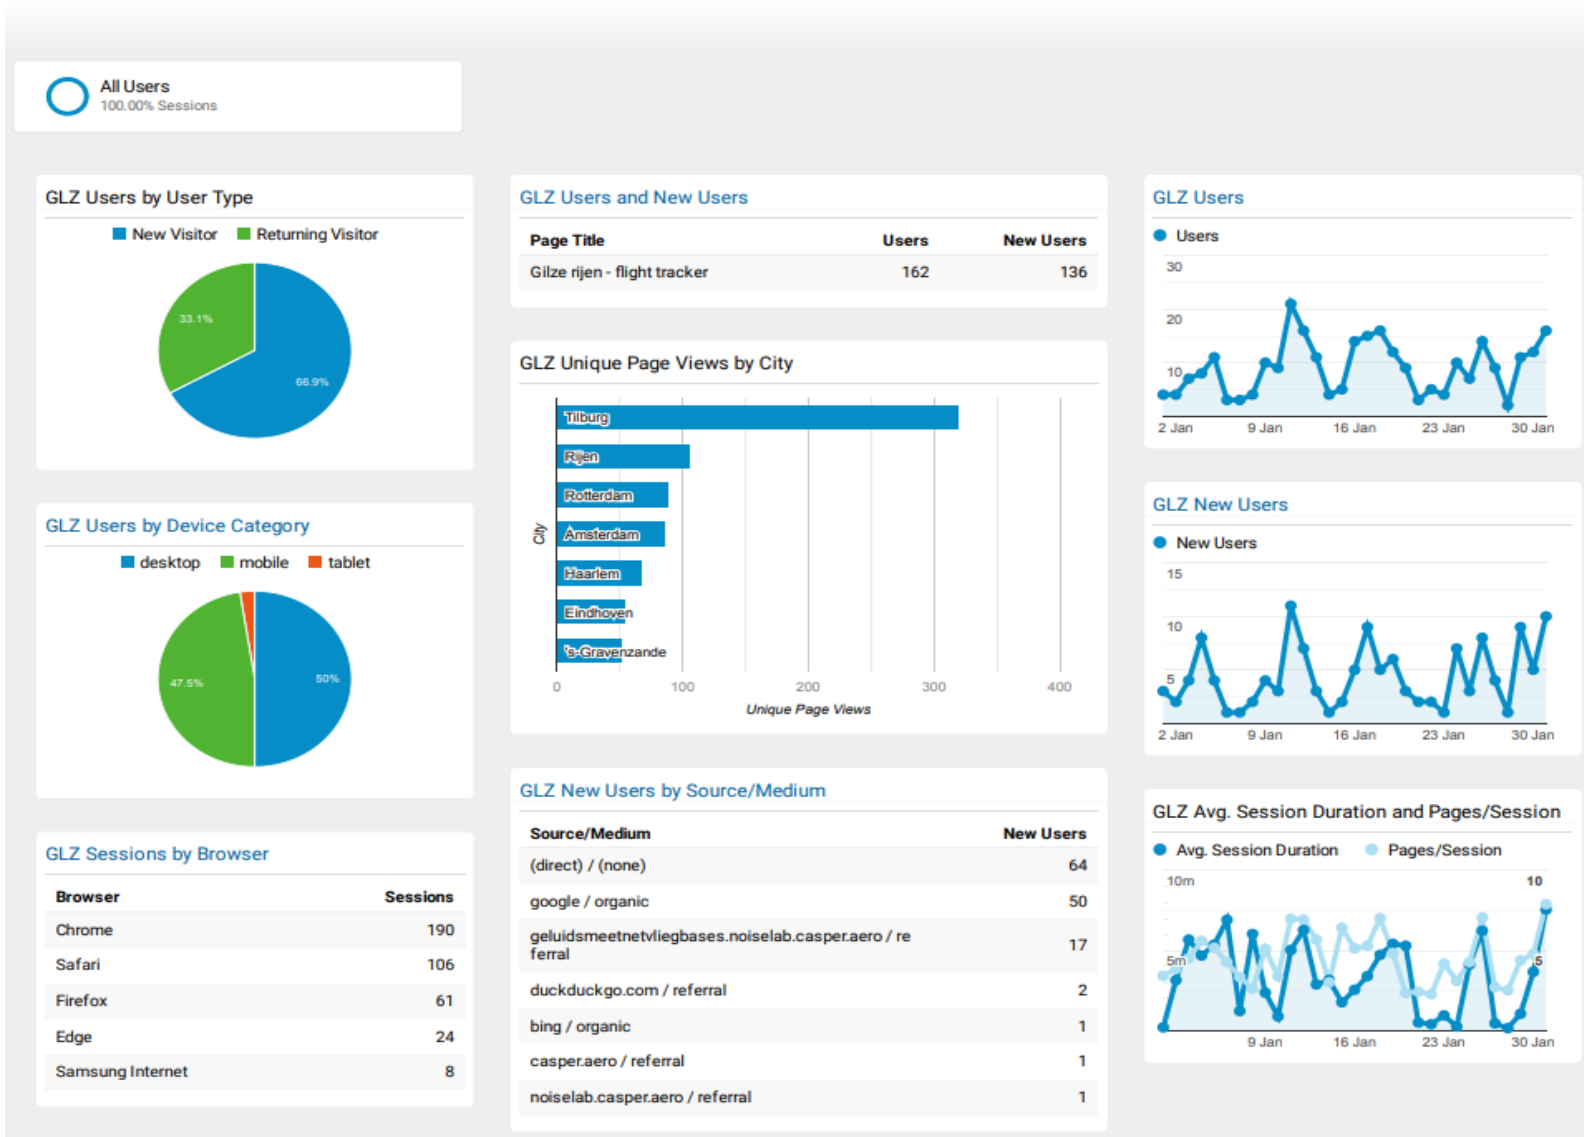 All Users
100.00% Sessions
GLZ Users by User Type
New Visitor Returning Visitor
33.1%
66.9%
GLZ Users by Device Category
desktop mobile tablet
47.5%
50%
GLZ Sessions by Browser
Browser Sessions
Chrome 190
Safari 106
Firefox 61
Edge 24
Samsung Internet 8
GLZ Users and New Users
Page Title Users New Users
Gilze rijen - flight tracker 162 136
GLZ Unique Page Views by City
City
Tilburg
Rijen
Rotterdam
Amsterdam
Haarlem
Eindhoven
's-Gravenzande
0 100 200 300 400
Unique Page Views
GLZ New Users by Source/Medium
Source/Medium New Users
(direct) / (none) 64
google / organic 50
geluidsmeetnetvliegbases.noiselab.casper.aero / re
ferral 17
duckduckgo.com / referral 2
bing / organic 1
casper.aero / referral 1
noiselab.casper.aero / referral 1
GLZ Users
Users
30
20
10
2 Jan 9 Jan 16 Jan 23 Jan 30 Jan
GLZ New Users
New Users
15
10
5
2 Jan 9 Jan 16 Jan 23 Jan 30 Jan
GLZ Avg. Session Duration and Pages/Session
Avg. Session Duration Pages/Session
10m 10
5m 5
9 Jan 16 Jan 23 Jan 30 Jan